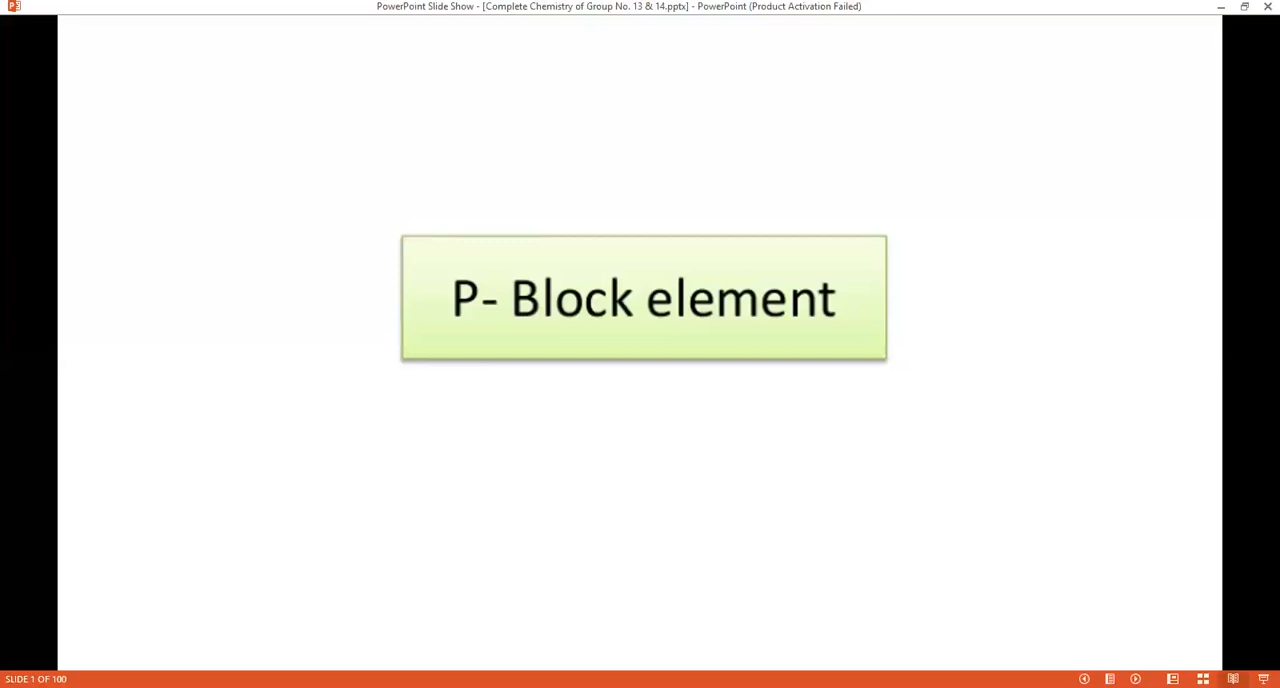 PowerPoint Slide Show - [Complete Chemistry of Group No. 13 & 14.pptx] - PowerPoint (Product Activation Failed)
P- Block element
SLIDE 1 OF 100